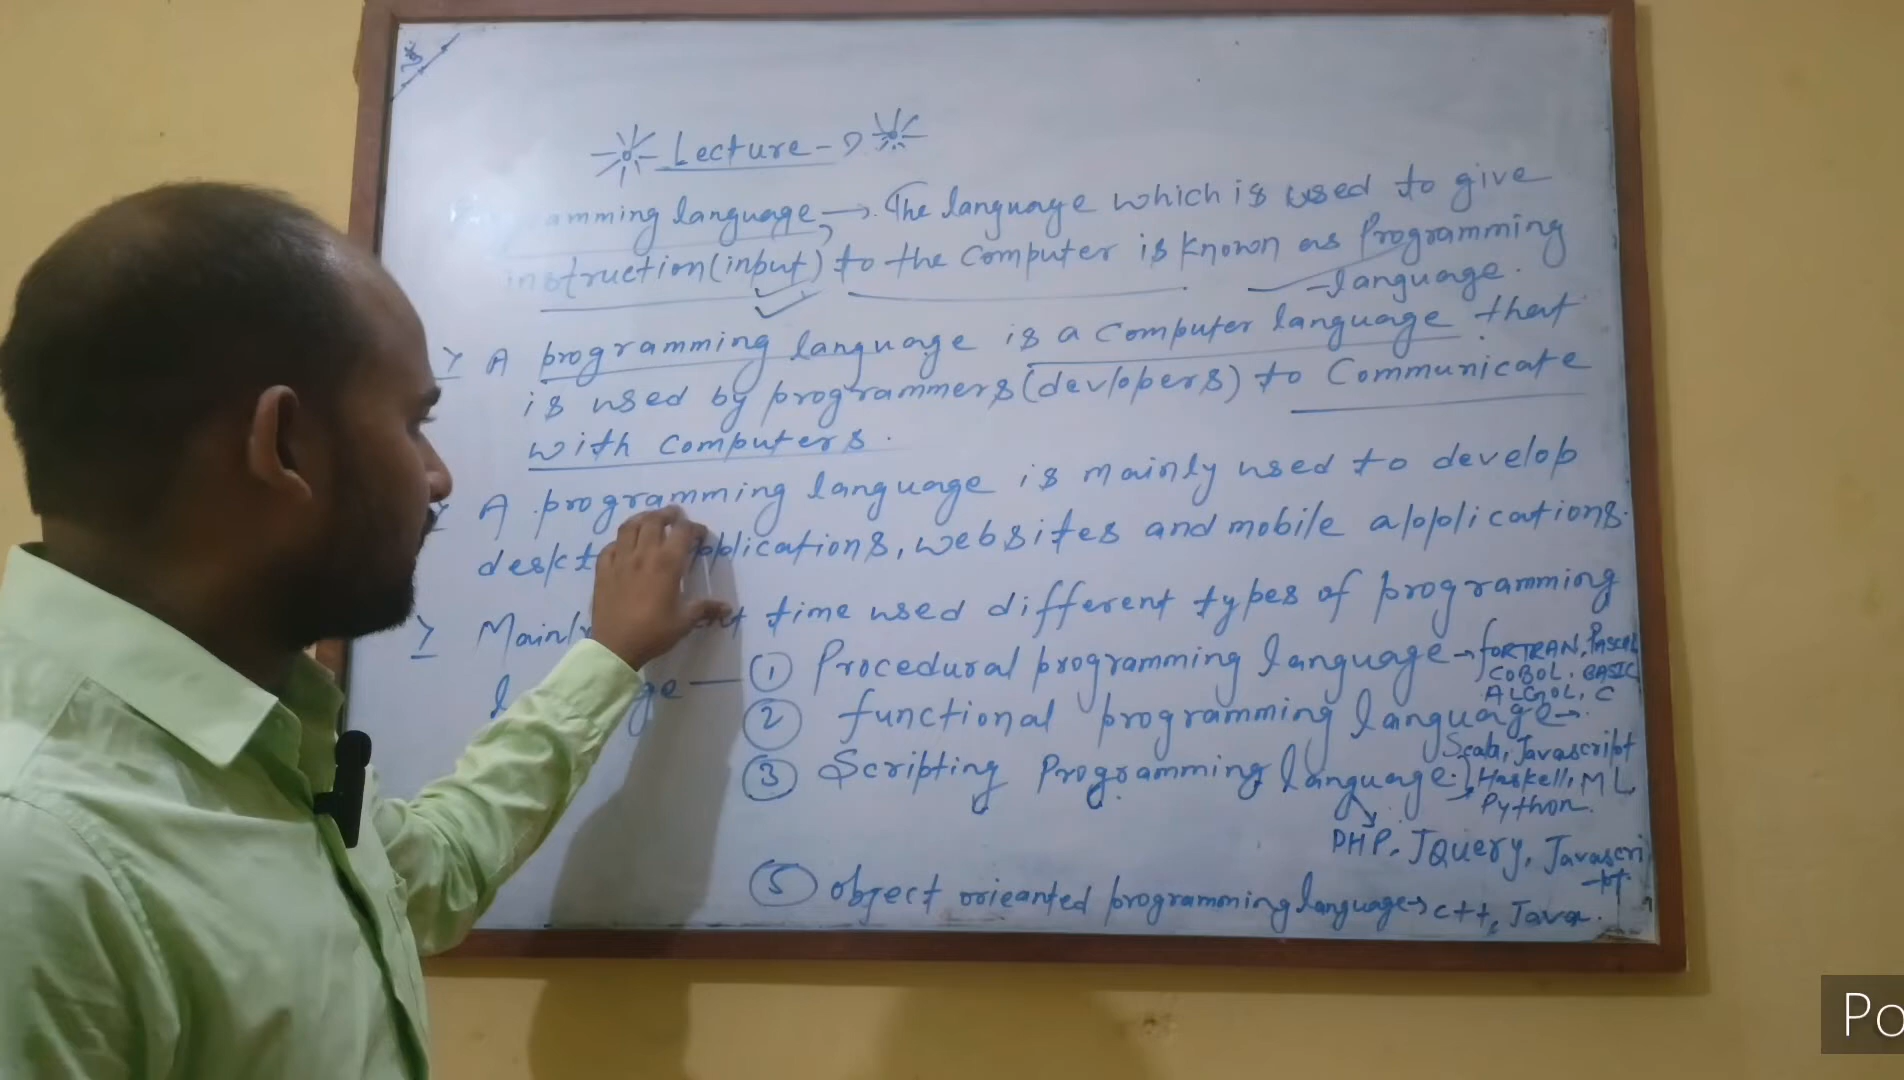 Lecture-
amming language → The language which is used to give
instruction(input) to the computer is known as Programming
-language.
> A programming language is a computer language that
is used by programmers(devlopers) to communicate
with computers.
> A programming language is mainly used to develop
applications, websites and mobile applications.
> Mainly time used different types of programming
① Procedural programming language → FORTRAN, PASCAL
COBOL, BASIC
ALGOL, C
② functional programming language →
Scala, Javascript
Haskell, ML
Python.
③ Scripting Programming language.
PHP, JQuery, Javascri
-pt
⑤ object orieanted programming language → c++, Java.
Po